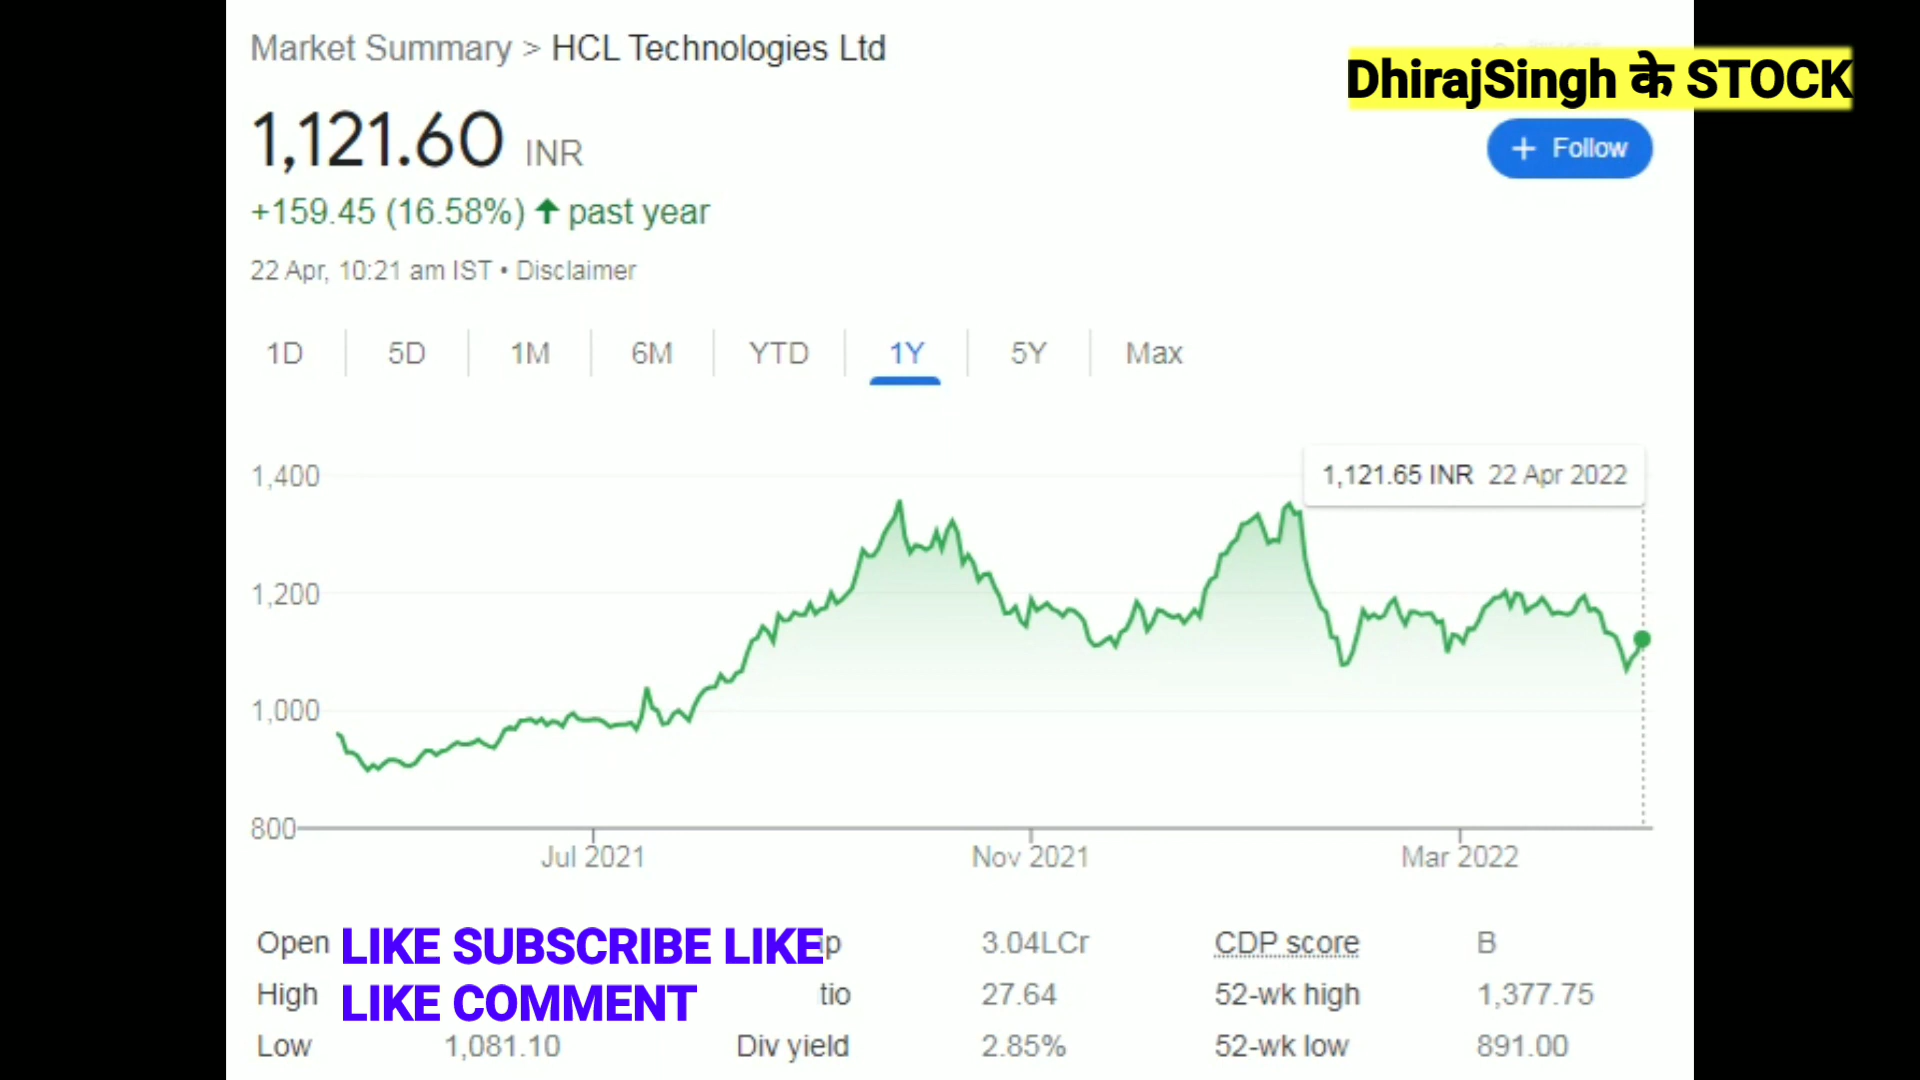 Market Summary > HCL Technologies Ltd
DhirajSingh के STOCK
1,121.60 INR
+ Follow
+159.45 (16.58%) ↑ past year
22 Apr, 10:21 am IST • Disclaimer
1D 5D 1M 6M YTD 1Y 5Y Max
1,121.65 INR 22 Apr 2022
1,400
1,200
1,000
800
Jul 2021 Nov 2021 Mar 2022
Open LIKE SUBSCRIBE LIKE 3.04LCr CDP score B
High LIKE COMMENT tio 27.64 52-wk high 1,377.75
Low 1,081.10 Div yield 2.85% 52-wk low 891.00